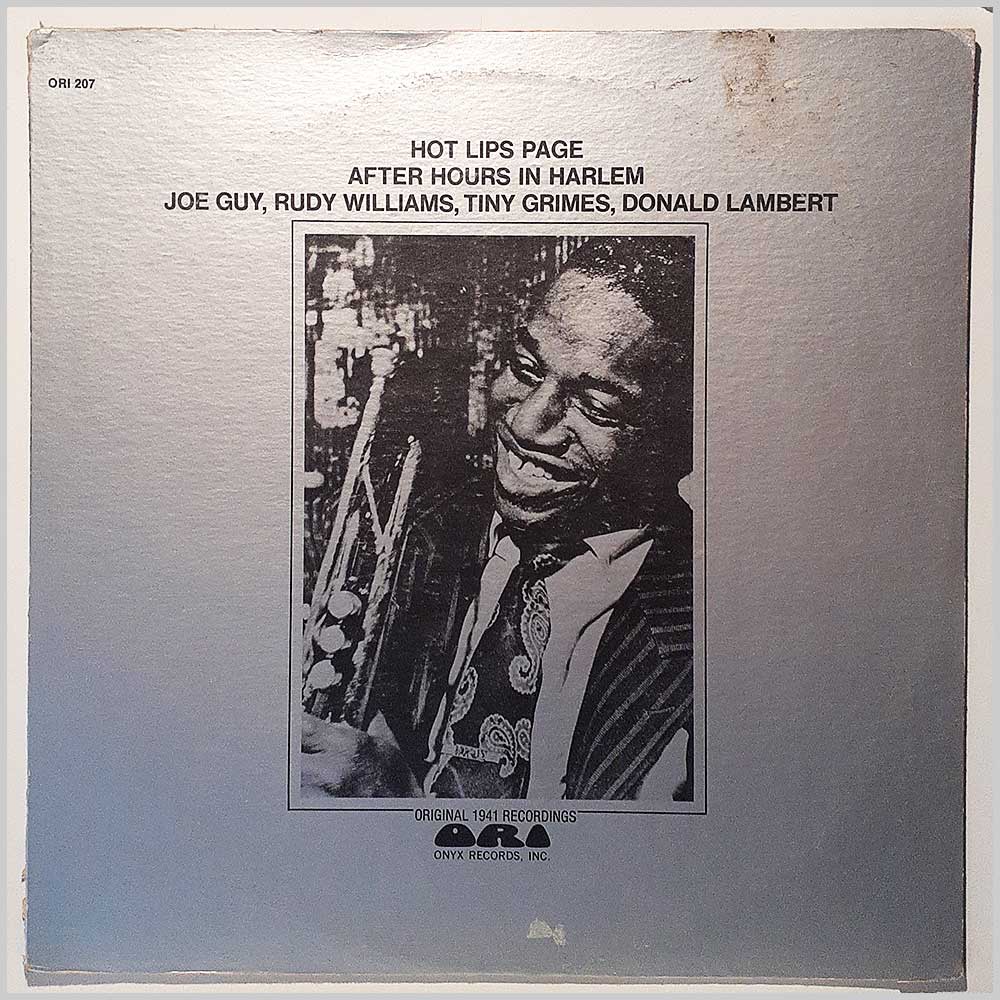 ORI 207
HOT LIPS PAGE
AFTER HOURS IN HARLEM
JOE GUY, RUDY WILLIAMS, TINY GRIMES, DONALD LAMBERT
ORIGINAL 1941 RECORDINGS
ORI
ONYX RECORDS, INC.